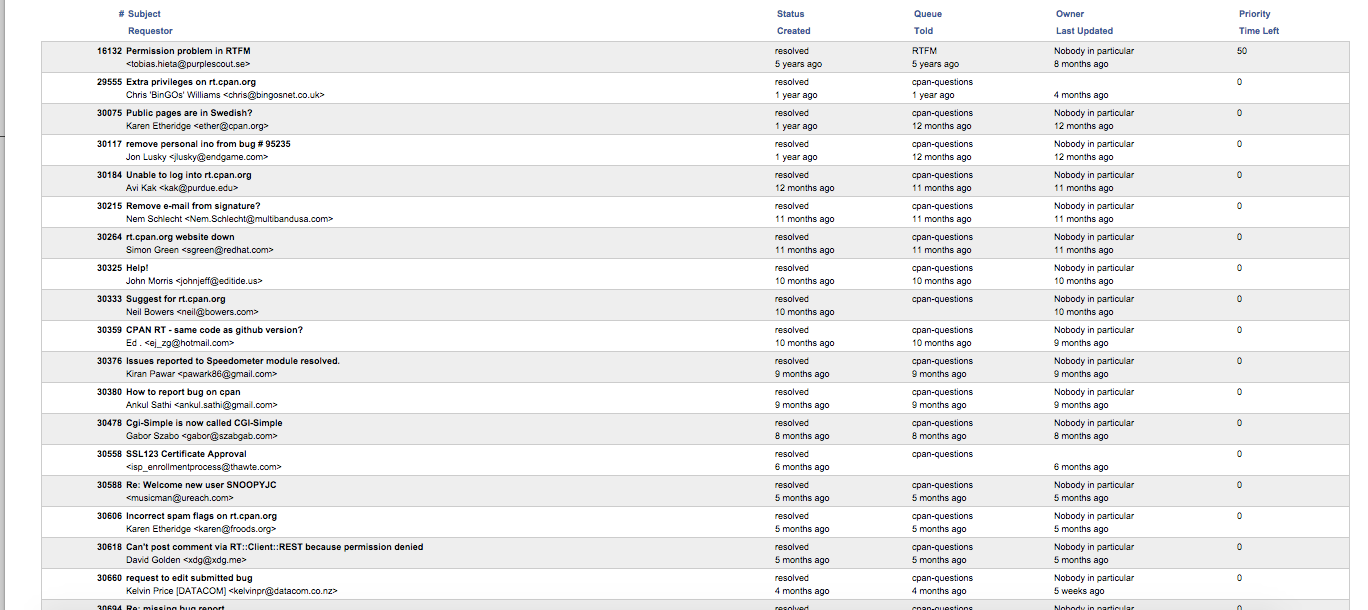 # Subject Status Queue Owner Priority
Requestor Created Told Last Updated Time Left
16132 Permission problem in RTFM resolved RTFM Nobody in particular 50
<tobias.hieta@purplescout.se> 5 years ago 5 years ago 8 months ago
29555 Extra privileges on rt.cpan.org resolved cpan-questions 0
Chris 'BinGOs' Williams <chris@bingosnet.co.uk> 1 year ago 1 year ago 4 months ago
30075 Public pages are in Swedish? resolved cpan-questions Nobody in particular 0
Karen Etheridge <ether@cpan.org> 1 year ago 12 months ago 12 months ago
30117 remove personal ino from bug # 95235 resolved cpan-questions Nobody in particular 0
Jon Lusky <jlusky@endgame.com> 1 year ago 12 months ago 12 months ago
30184 Unable to log into rt.cpan.org resolved cpan-questions Nobody in particular 0
Avi Kak <kak@purdue.edu> 12 months ago 11 months ago 11 months ago
30215 Remove e-mail from signature? resolved cpan-questions Nobody in particular 0
Nem Schlecht <Nem.Schlecht@multibandusa.com> 11 months ago 11 months ago 11 months ago
30264 rt.cpan.org website down resolved cpan-questions Nobody in particular 0
Simon Green <sgreen@redhat.com> 11 months ago 11 months ago 11 months ago
30325 Help! resolved cpan-questions Nobody in particular 0
John Morris <johnjeff@editide.us> 10 months ago 10 months ago 10 months ago
30333 Suggest for rt.cpan.org resolved cpan-questions Nobody in particular 0
Neil Bowers <neil@bowers.com> 10 months ago 10 months ago
30359 CPAN RT - same code as github version? resolved cpan-questions Nobody in particular 0
Ed . <ej_zg@hotmail.com> 10 months ago 10 months ago 9 months ago
30376 Issues reported to Speedometer module resolved. resolved cpan-questions Nobody in particular 0
Kiran Pawar <pawark86@gmail.com> 9 months ago 9 months ago 9 months ago
30380 How to report bug on cpan resolved cpan-questions Nobody in particular 0
Ankul Sathi <ankul.sathi@gmail.com> 9 months ago 9 months ago 9 months ago
30478 Cgi-Simple is now called CGI-Simple resolved cpan-questions Nobody in particular 0
Gabor Szabo <gabor@szabgab.com> 8 months ago 8 months ago 8 months ago
30558 SSL123 Certificate Approval resolved cpan-questions 0
<isp_enrollmentprocess@thawte.com> 6 months ago 6 months ago
30588 Re: Welcome new user SNOOPYJC resolved cpan-questions Nobody in particular 0
<musicman@ureach.com> 5 months ago 5 months ago 5 months ago
30606 Incorrect spam flags on rt.cpan.org resolved cpan-questions Nobody in particular 0
Karen Etheridge <karen@froods.org> 5 months ago 5 months ago 5 months ago
30618 Can't post comment via RT::Client::REST because permission denied resolved cpan-questions Nobody in particular 0
David Golden <xdg@xdg.me> 5 months ago 5 months ago 5 months ago
30660 request to edit submitted bug resolved cpan-questions Nobody in particular 0
Kelvin Price [DATACOM] <kelvinpr@datacom.co.nz> 4 months ago 4 months ago 5 weeks ago
30694 Re: missing bug report resolved cpan-questions Nobody in particular 0